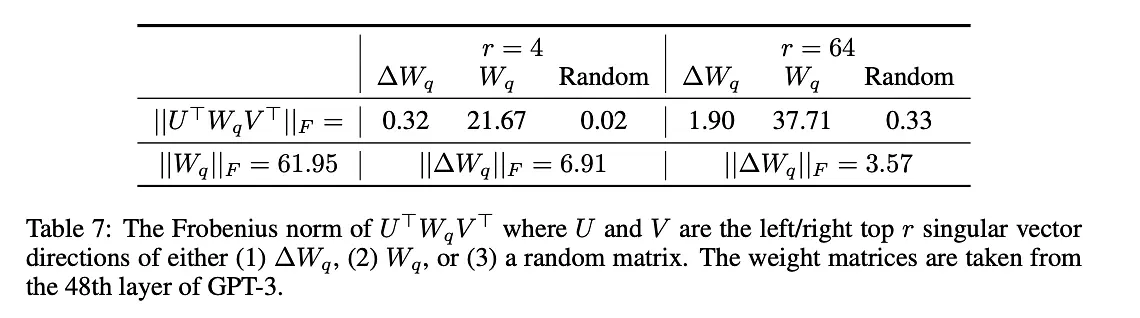 r = 4 r = 64
ΔW_q W_q Random ΔW_q W_q Random
||U^⊤W_qV^⊤||_F = 0.32 21.67 0.02 1.90 37.71 0.33
||W_q||_F = 61.95 ||ΔW_q||_F = 6.91 ||ΔW_q||_F = 3.57
Table 7: The Frobenius norm of U^⊤W_qV^⊤ where U and V are the left/right top r singular vector
directions of either (1) ΔW_q, (2) W_q, or (3) a random matrix. The weight matrices are taken from
the 48th layer of GPT-3.